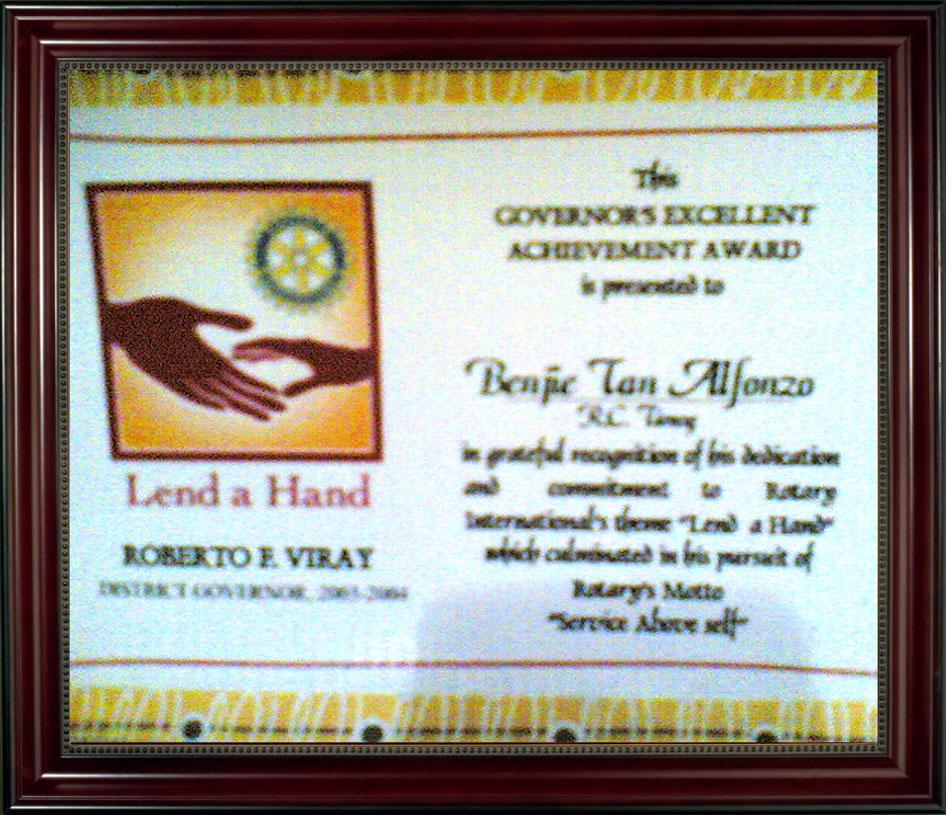 Lend a Hand
ROBERTO F. VIRAY
DISTRICT GOVERNOR, 2003-2004
This
GOVERNOR'S EXCELLENT
ACHIEVEMENT AWARD
is presented to
Benjie Tan Alfonzo
R.C. Tanay
in grateful recognition of his dedication
and commitment to Rotary
International's theme "Lend a Hand"
which culminated in his pursuit of
Rotary's Motto
"Service Above self"